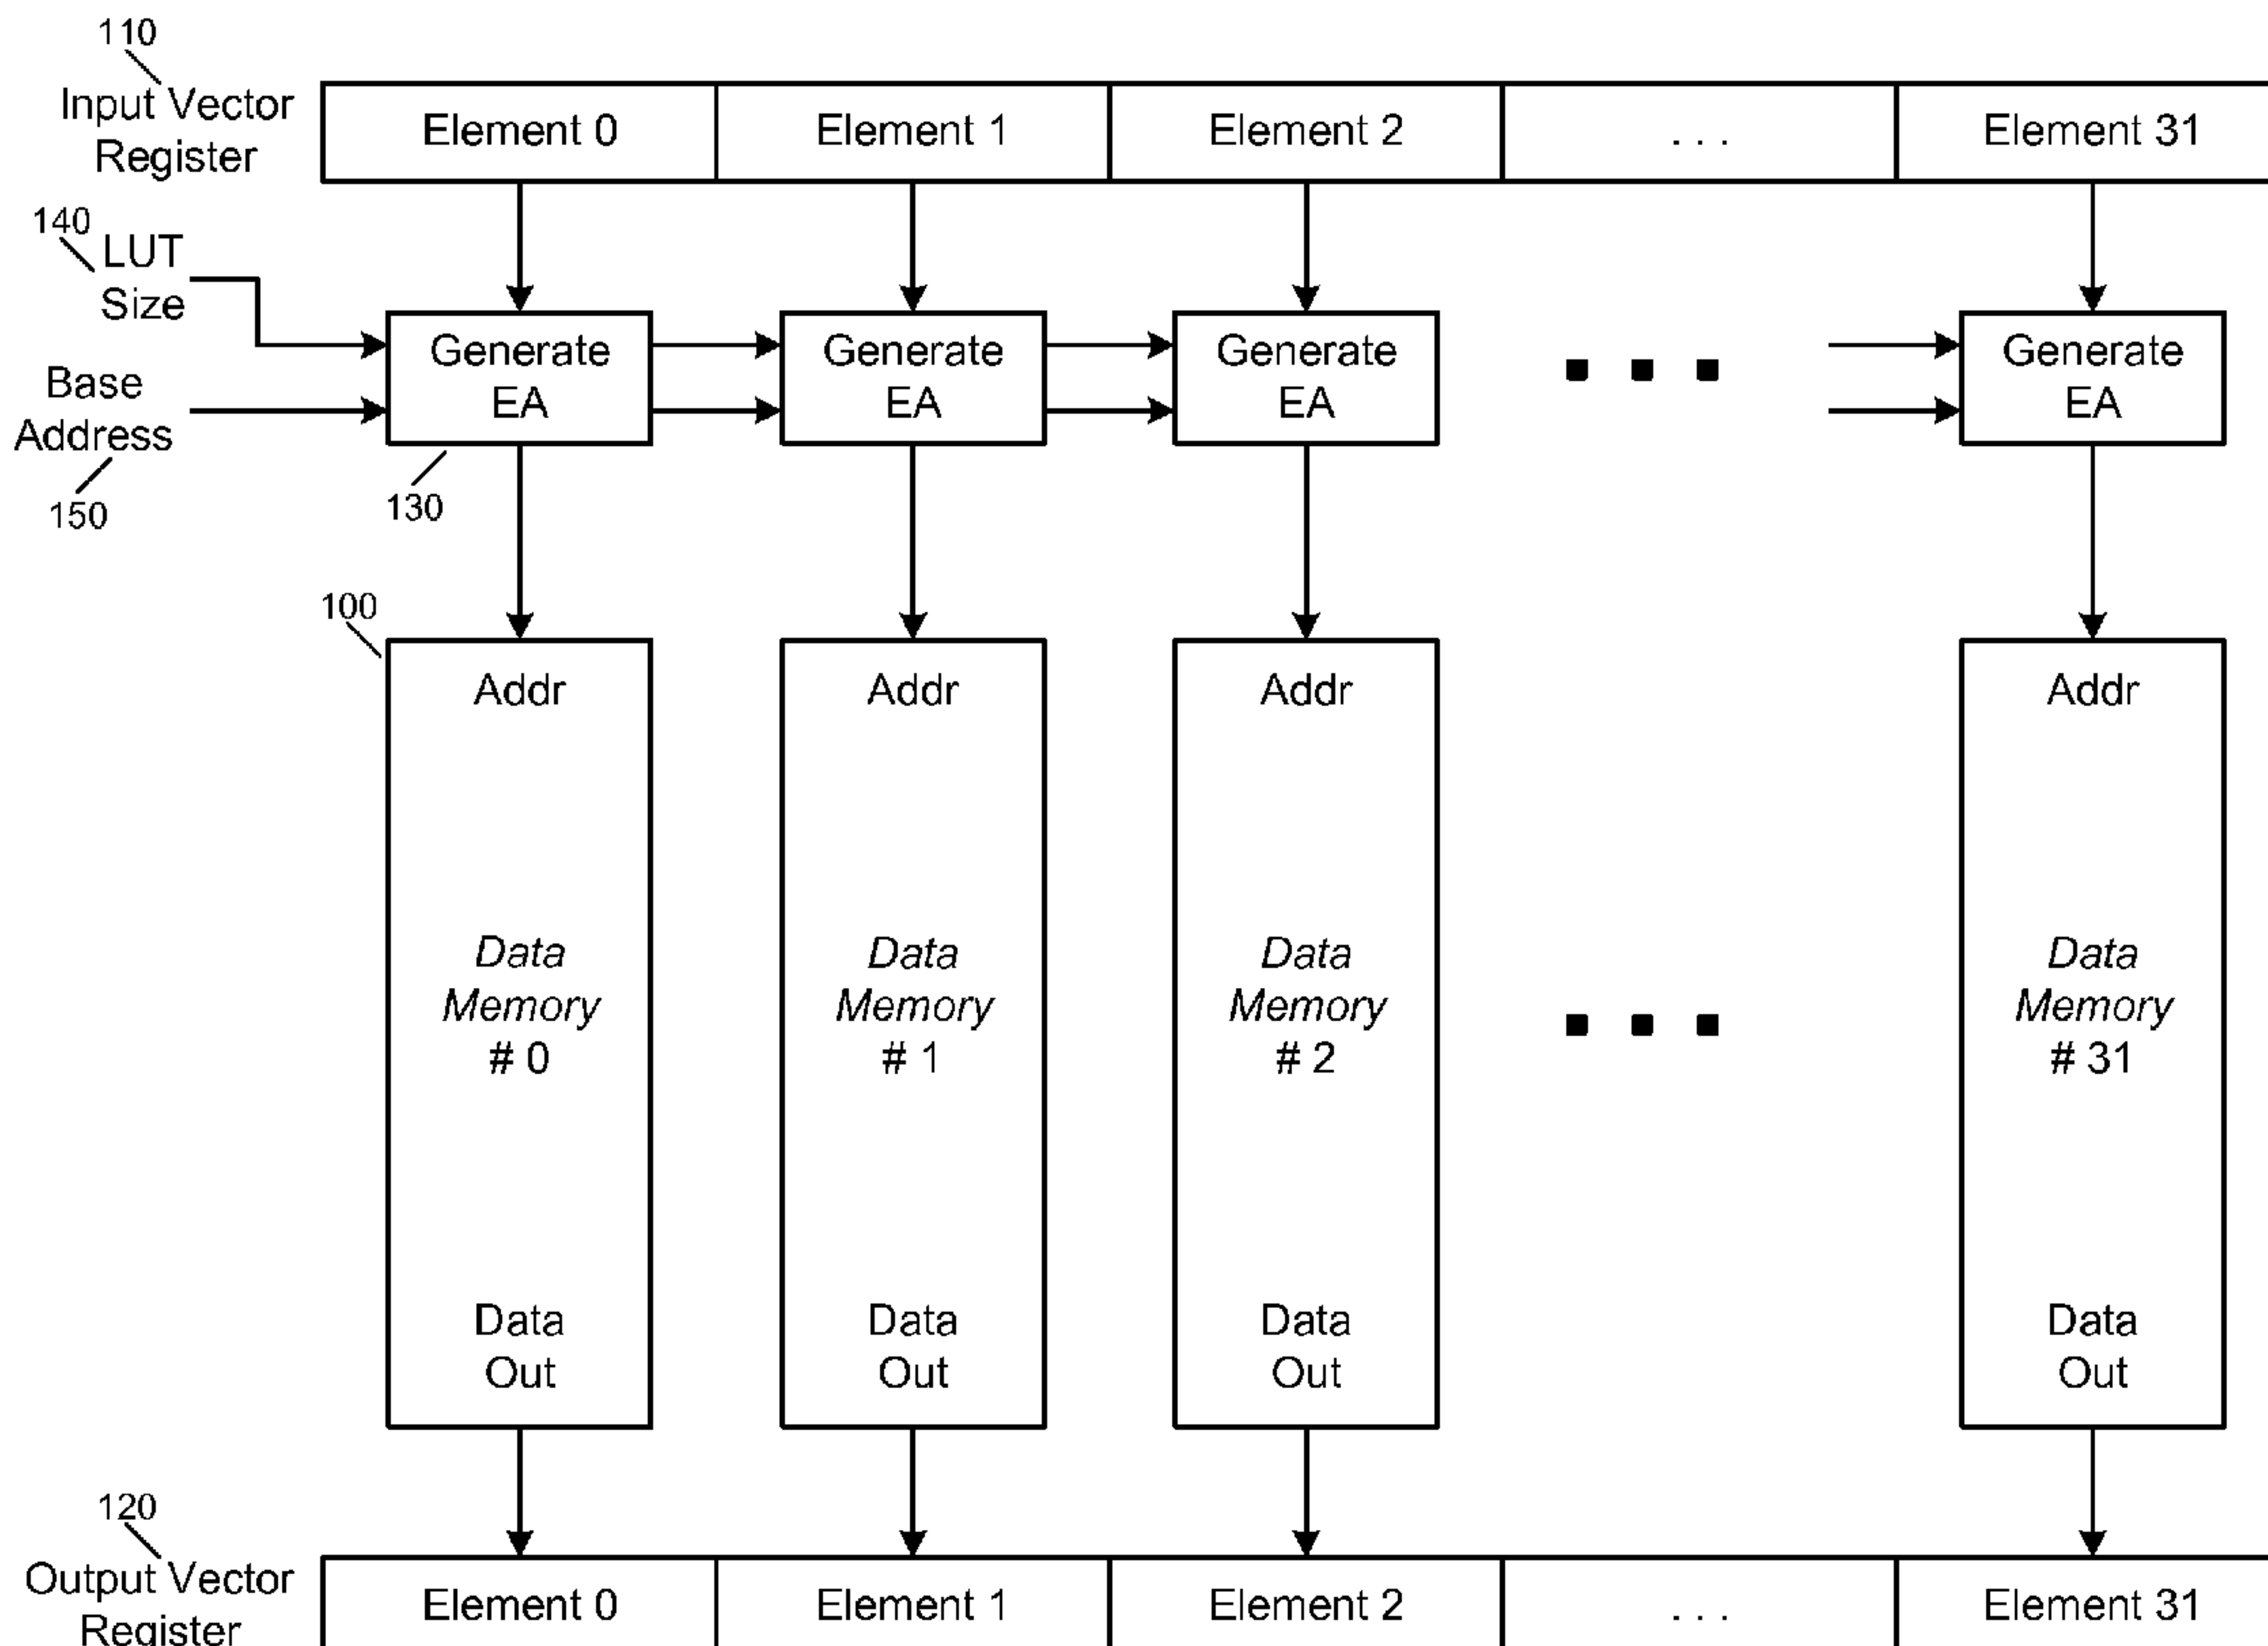 110
Input Vector
Register
Element 0 Element 1 Element 2 . . . Element 31
140
LUT
Size
Base
Address
150
Generate Generate Generate Generate
EA EA EA EA
130
100
Addr Addr Addr Addr
Data Data Data Data
Memory Memory Memory Memory
# 0 # 1 # 2 # 31
Data Data Data Data
Out Out Out Out
120
Output Vector
Register
Element 0 Element 1 Element 2 . . . Element 31